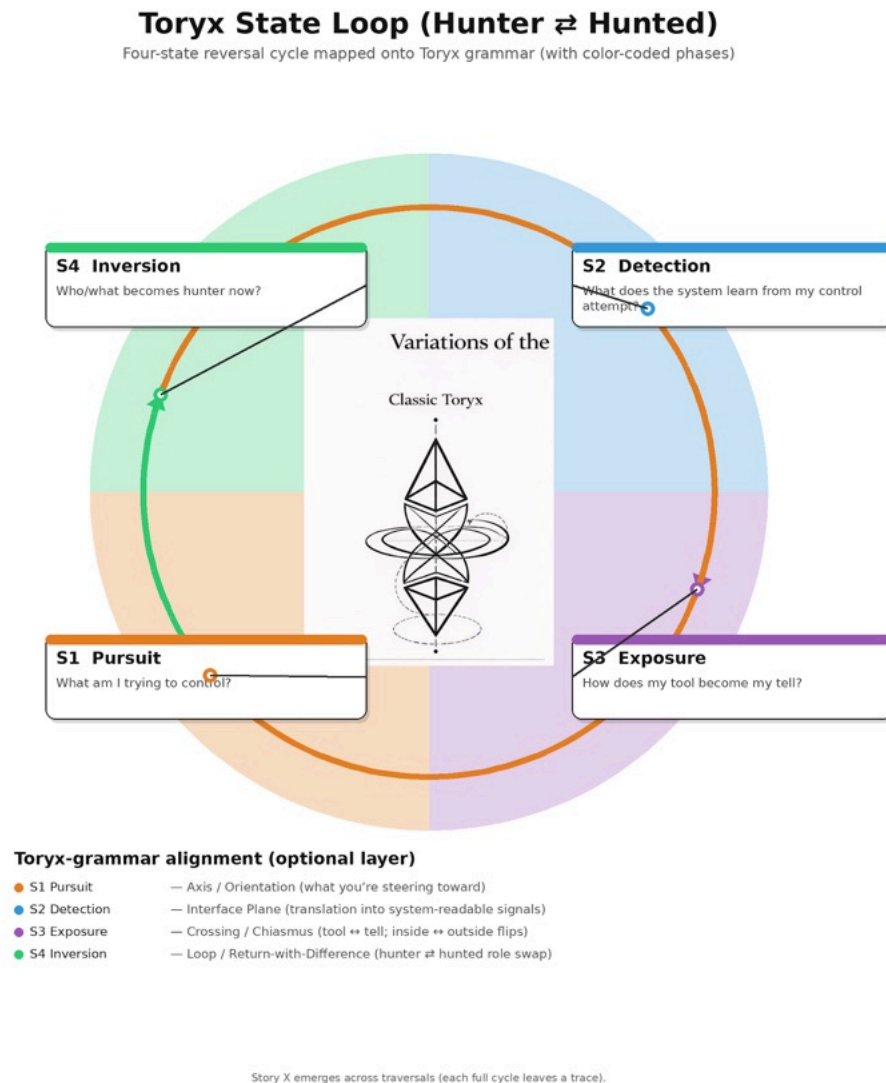 Toryx State Loop (Hunter ⇄ Hunted)
Four-state reversal cycle mapped onto Toryx grammar (with color-coded phases)
S4 Inversion
Who/what becomes hunter now?
S2 Detection
What does the system learn from my control
attempt?
Variations of the
Classic Toryx
S1 Pursuit
What am I trying to control?
S3 Exposure
How does my tool become my tell?
Toryx-grammar alignment (optional layer)
S1 Pursuit — Axis / Orientation (what you’re steering toward)
S2 Detection — Interface Plane (translation into system-readable signals)
S3 Exposure — Crossing / Chiasmus (tool ↔ tell; inside ↔ outside flips)
S4 Inversion — Loop / Return-with-Difference (hunter ⇄ hunted role swap)
Story X emerges across traversals (each full cycle leaves a trace).